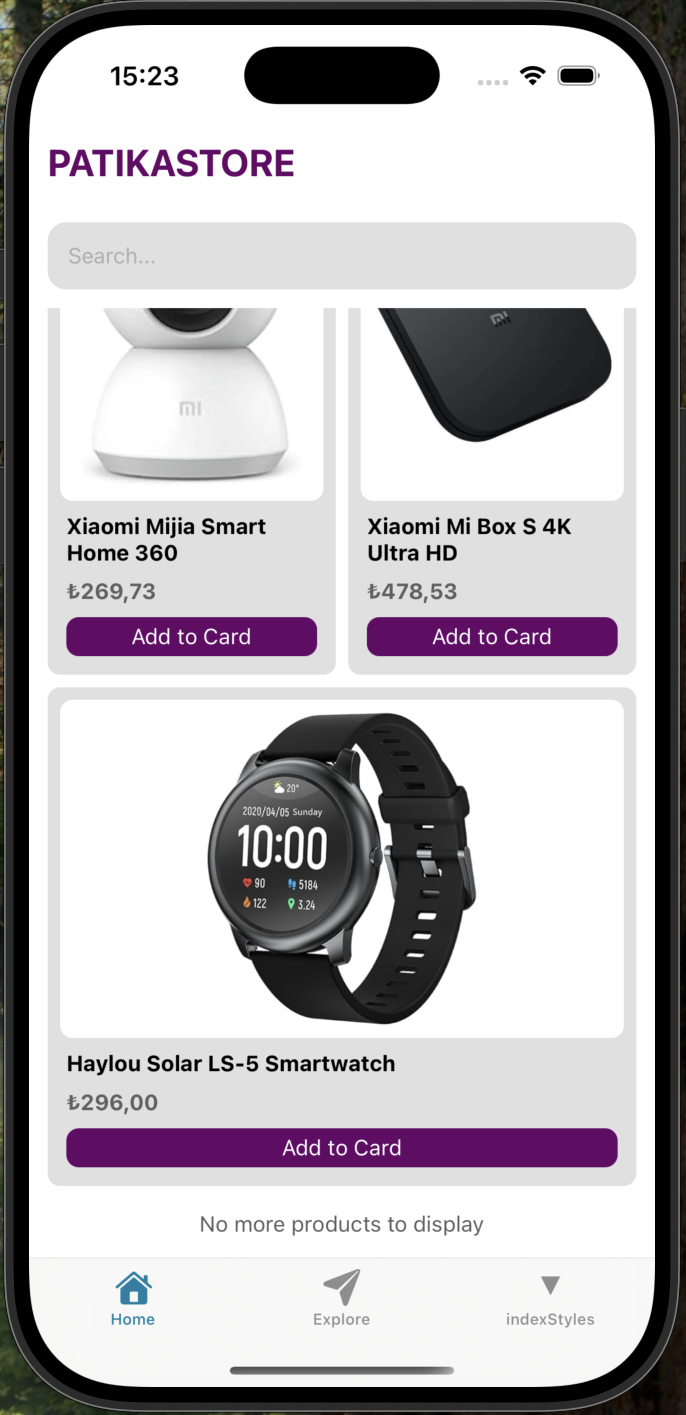 15:23
PATIKASTORE
Search...
mi
mi
Xiaomi Mijia Smart
Home 360
₺269,73
Add to Card
Xiaomi Mi Box S 4K
Ultra HD
₺478,53
Add to Card
20°
2020/04/05 Sunday
10:00
90 5184
122 3.24
Haylou Solar LS-5 Smartwatch
₺296,00
Add to Card
No more products to display
Home
Explore
indexStyles